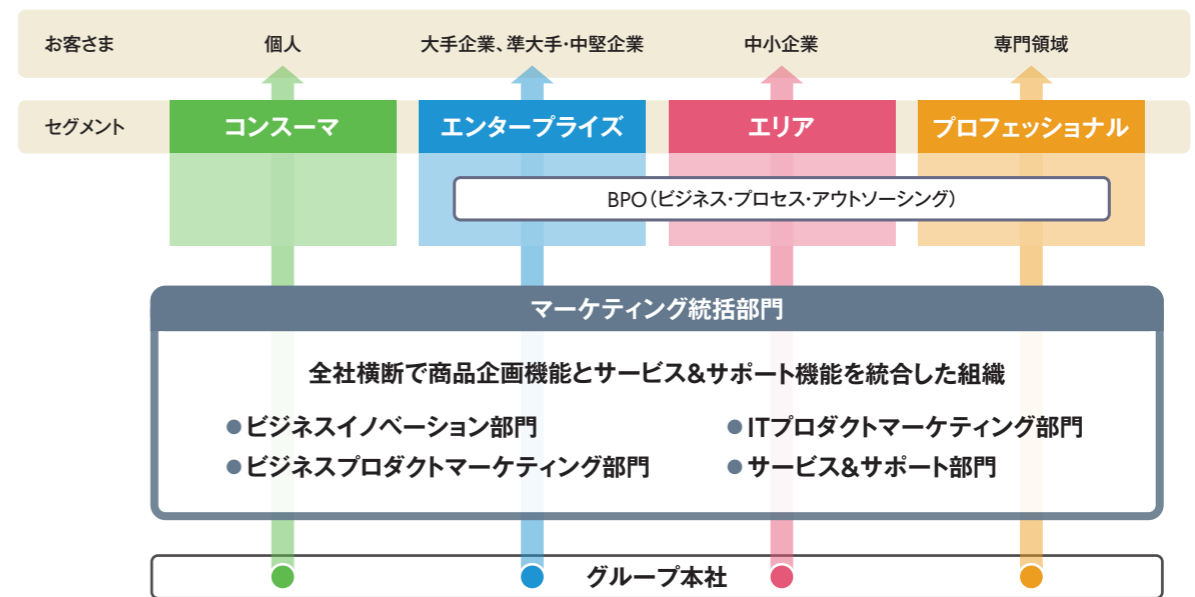 お客さま 個人 大手企業、準大手・中堅企業 中小企業 専門領域
セグメント コンスーマ エンタープライズ エリア プロフェッショナル
BPO（ビジネス・プロセス・アウトソーシング）
マーケティング統括部門
全社横断で商品企画機能とサービス&サポート機能を統合した組織
●ビジネスイノベーション部門 ●ITプロダクトマーケティング部門
●ビジネスプロダクトマーケティング部門 ●サービス&サポート部門
グループ本社